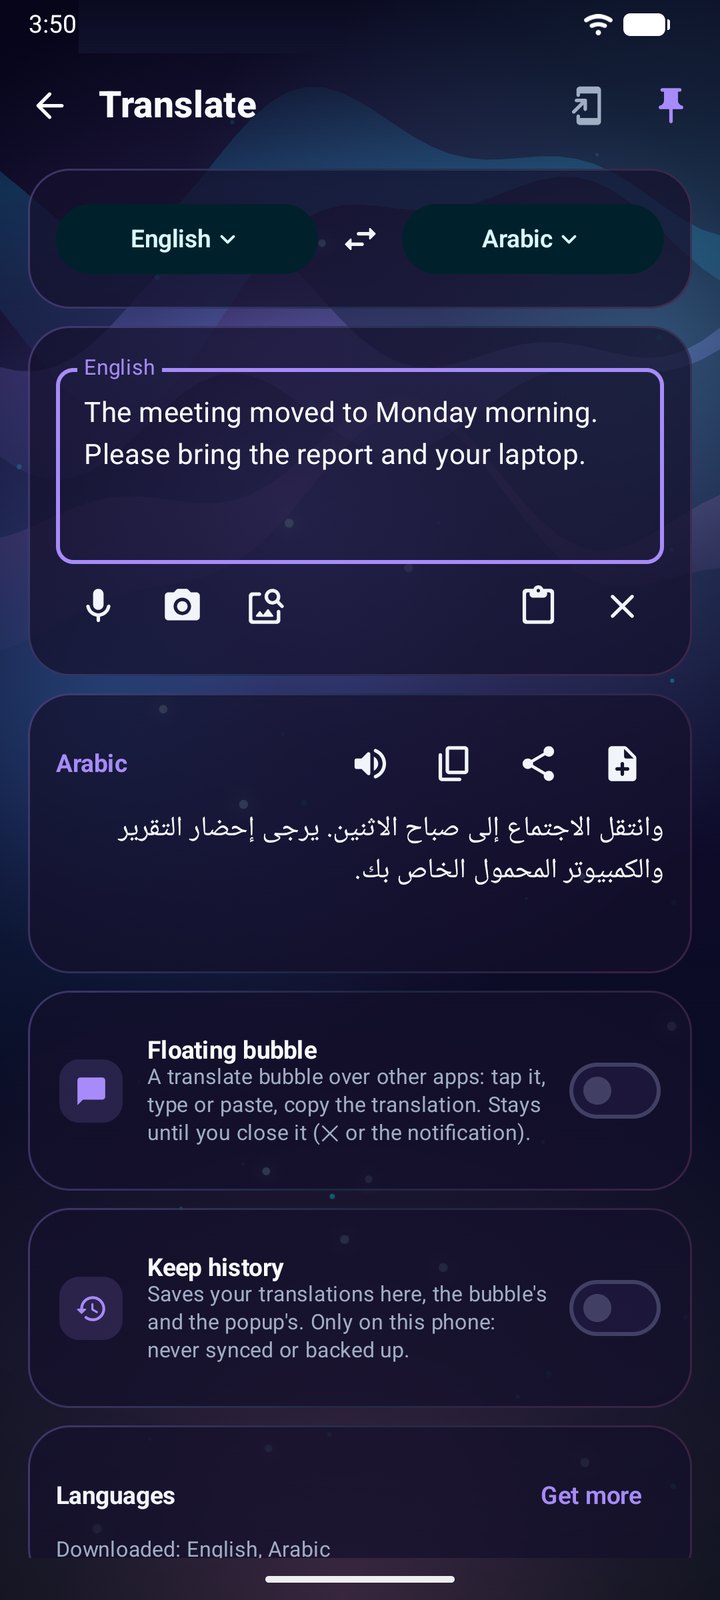 3:50
Translate
English
Arabic
English
The meeting moved to Monday morning.
Please bring the report and your laptop.
Arabic
وانتقل الاجتماع إلى صباح الاثنين. يرجى إحضار التقرير
والكمبيوتر المحمول الخاص بك.
Floating bubble
A translate bubble over other apps: tap it,
type or paste, copy the translation. Stays
until you close it (✕ or the notification).
Keep history
Saves your translations here, the bubble's
and the popup's. Only on this phone:
never synced or backed up.
Languages
Get more
Downloaded: English, Arabic